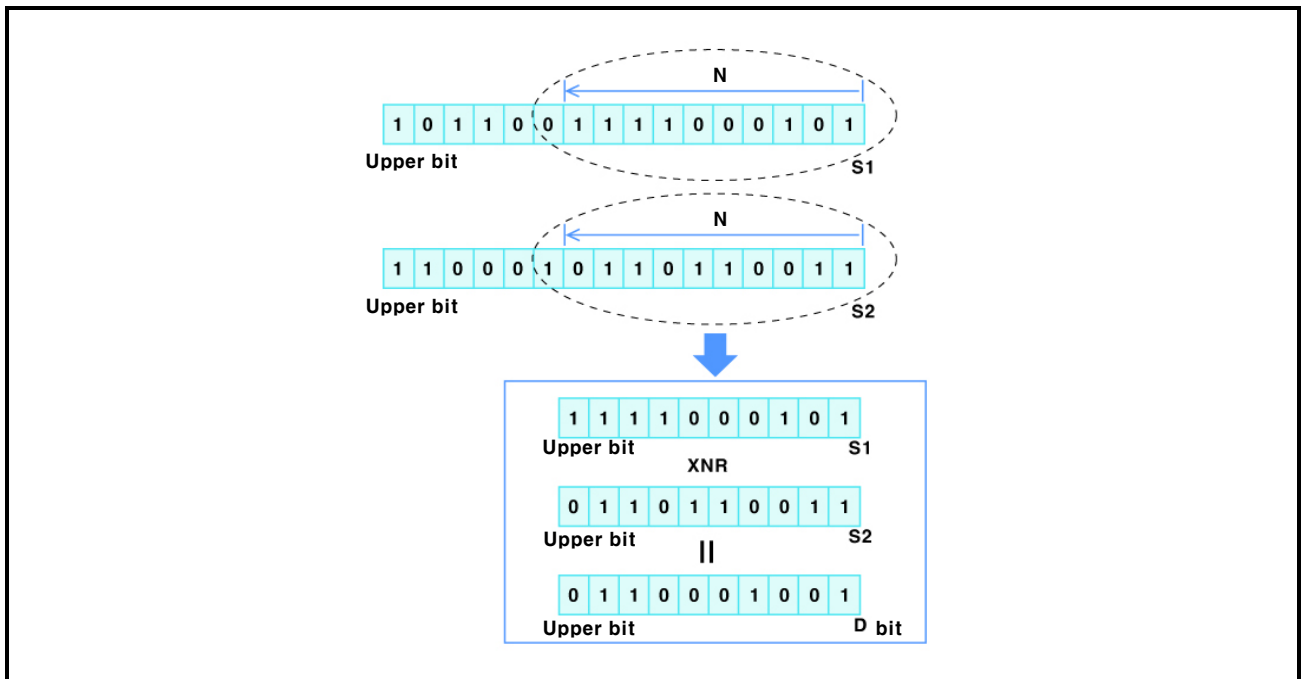 N
1 0 1 1 0 0 1 1 1 1 0 0 0 1 0 1
Upper bit S1
N
1 1 0 0 0 1 0 1 1 0 1 1 0 0 1 1
Upper bit S2
1 1 1 1 0 0 0 1 0 1
Upper bit S1
XNR
0 1 1 0 1 1 0 0 1 1
Upper bit S2
=
0 1 1 0 0 0 1 0 0 1
Upper bit D bit